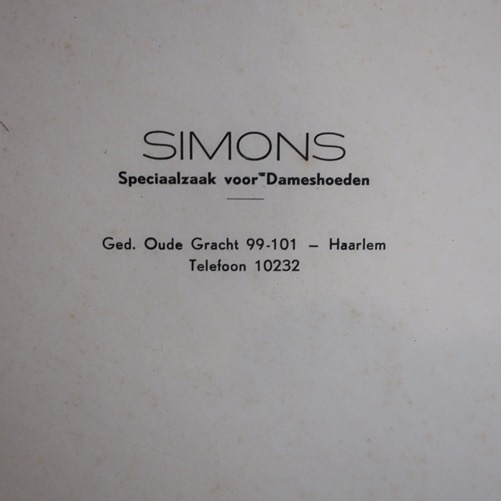 SIMONS
Speciaalzaak voor Dameshoeden
Ged. Oude Gracht 99-101 – Haarlem
Telefoon 10232